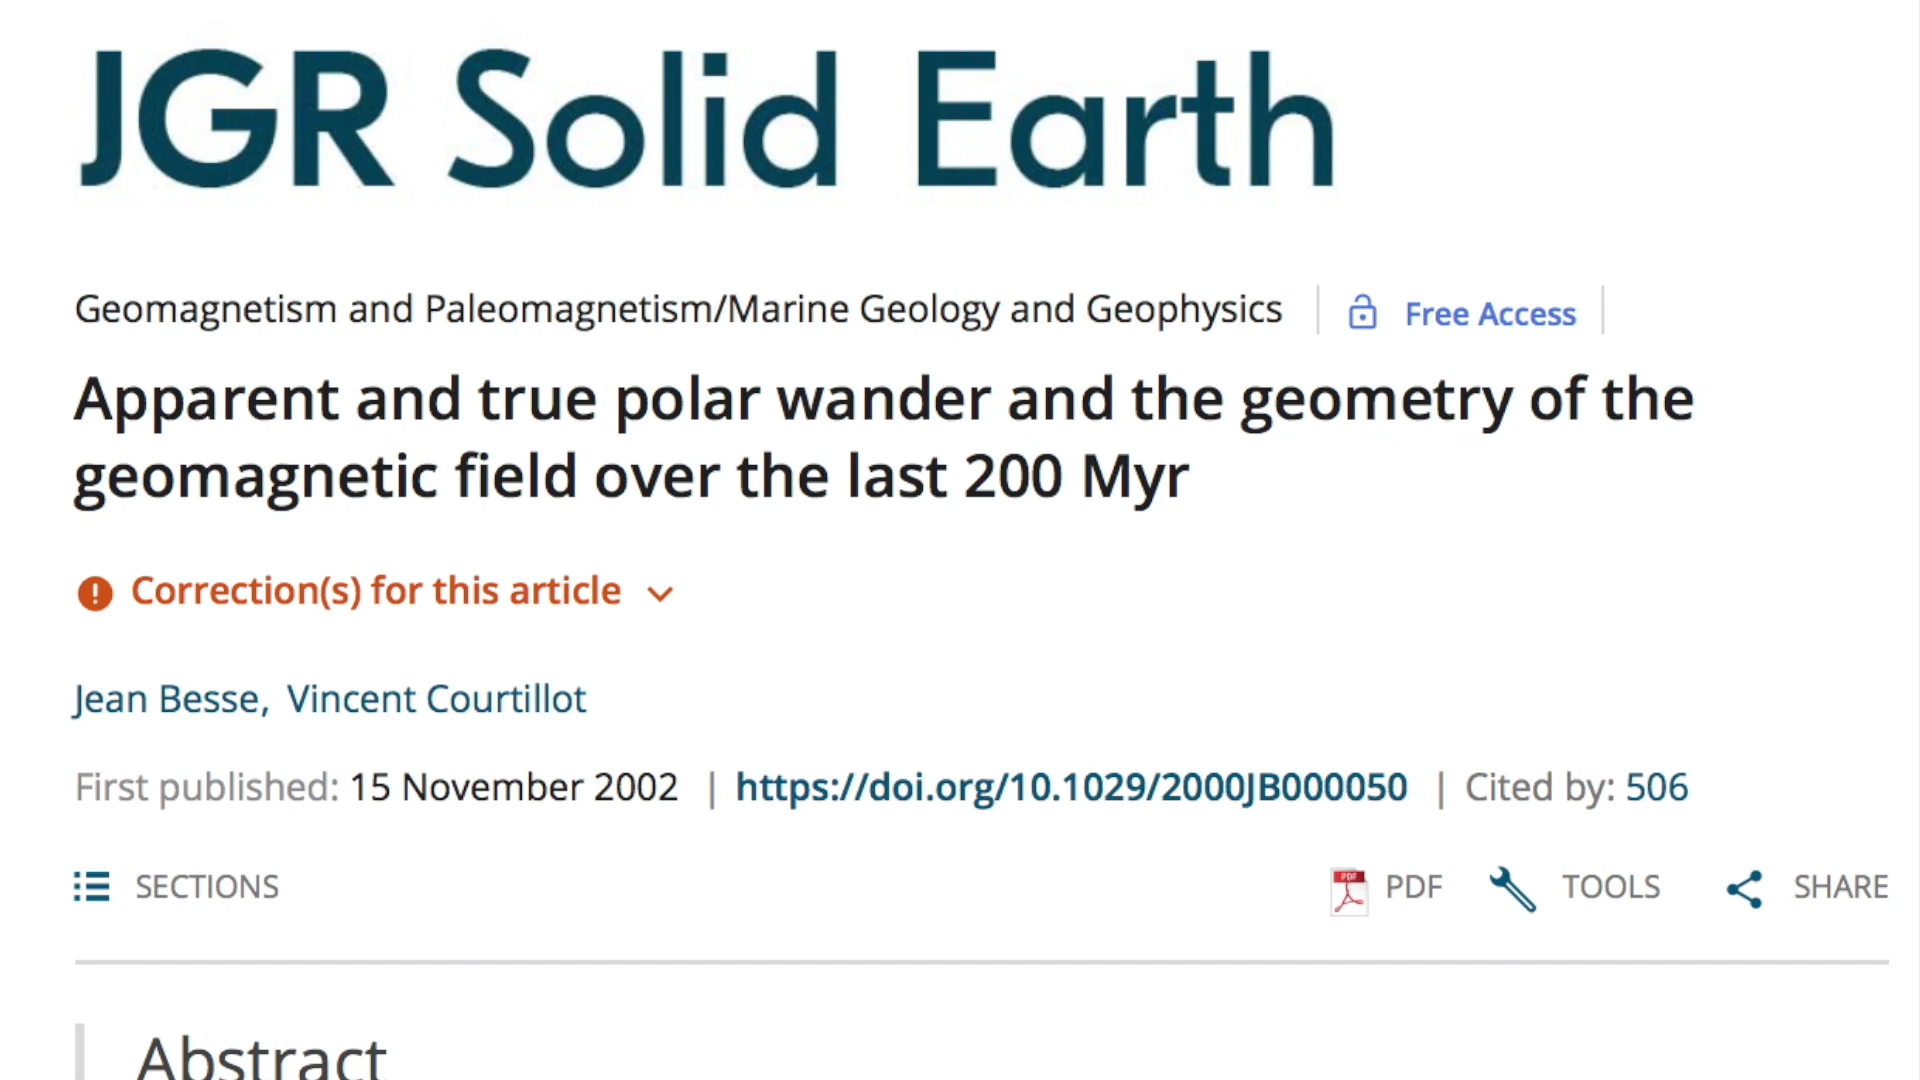 JGR Solid Earth
Geomagnetism and Paleomagnetism/Marine Geology and Geophysics Free Access
Apparent and true polar wander and the geometry of the
geomagnetic field over the last 200 Myr
Correction(s) for this article
Jean Besse, Vincent Courtillot
First published: 15 November 2002 | https://doi.org/10.1029/2000JB000050 | Cited by: 506
SECTIONS PDF PDF TOOLS SHARE
Abstract